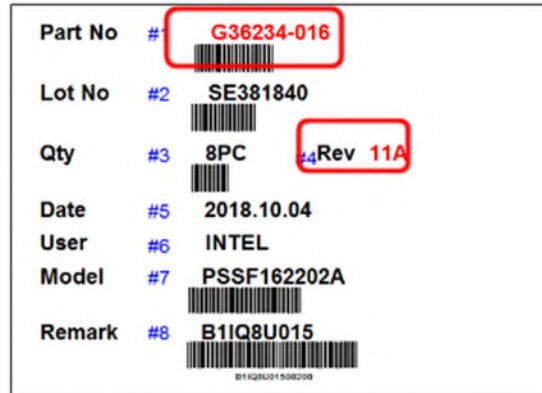 Part No #1 G36234-016
Lot No #2 SE381840
Qty #3 8PC #4 Rev 11A
Date #5 2018.10.04
User #6 INTEL
Model #7 PSSF162202A
Remark #8 B1IQ8U015
B1IQ8U01500200